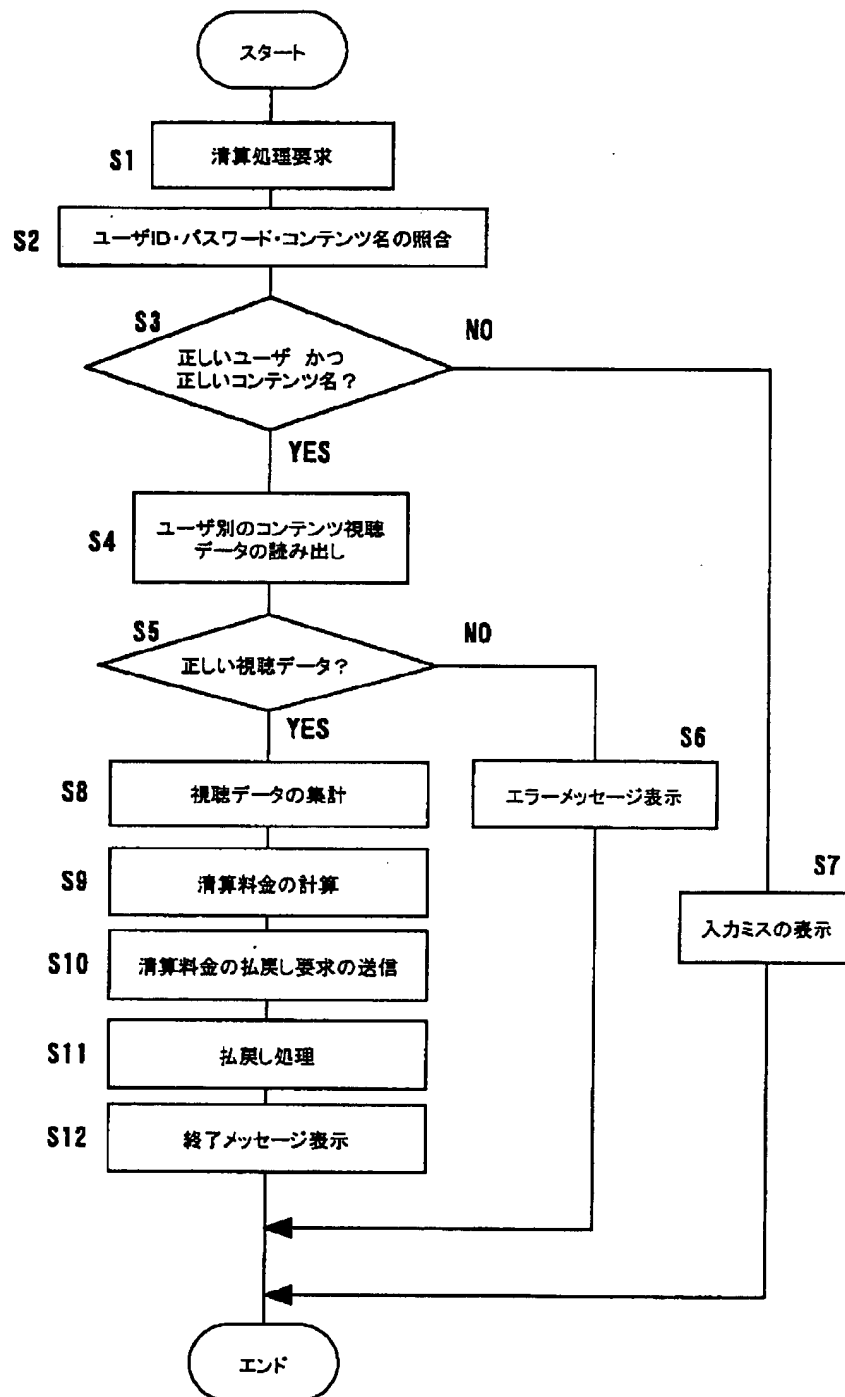 スタート
S1
清算処理要求
S2
ユーザID・パスワード・コンテンツ名の照合
S3
NO
正しいユーザ かつ
正しいコンテンツ名？
YES
S4
ユーザ別のコンテンツ視聴
データの読み出し
S5
NO
正しい視聴データ？
YES
S6
S8
視聴データの集計
エラーメッセージ表示
S9
清算料金の計算
S7
入力ミスの表示
S10
清算料金の払戻し要求の送信
S11
払戻し処理
S12
終了メッセージ表示
エンド